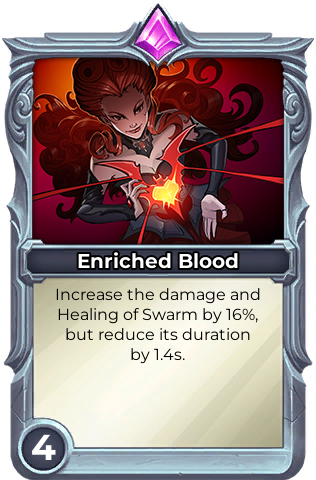 Enriched Blood
Increase the damage and
Healing of Swarm by 16%,
but reduce its duration
by 1.4s.
4